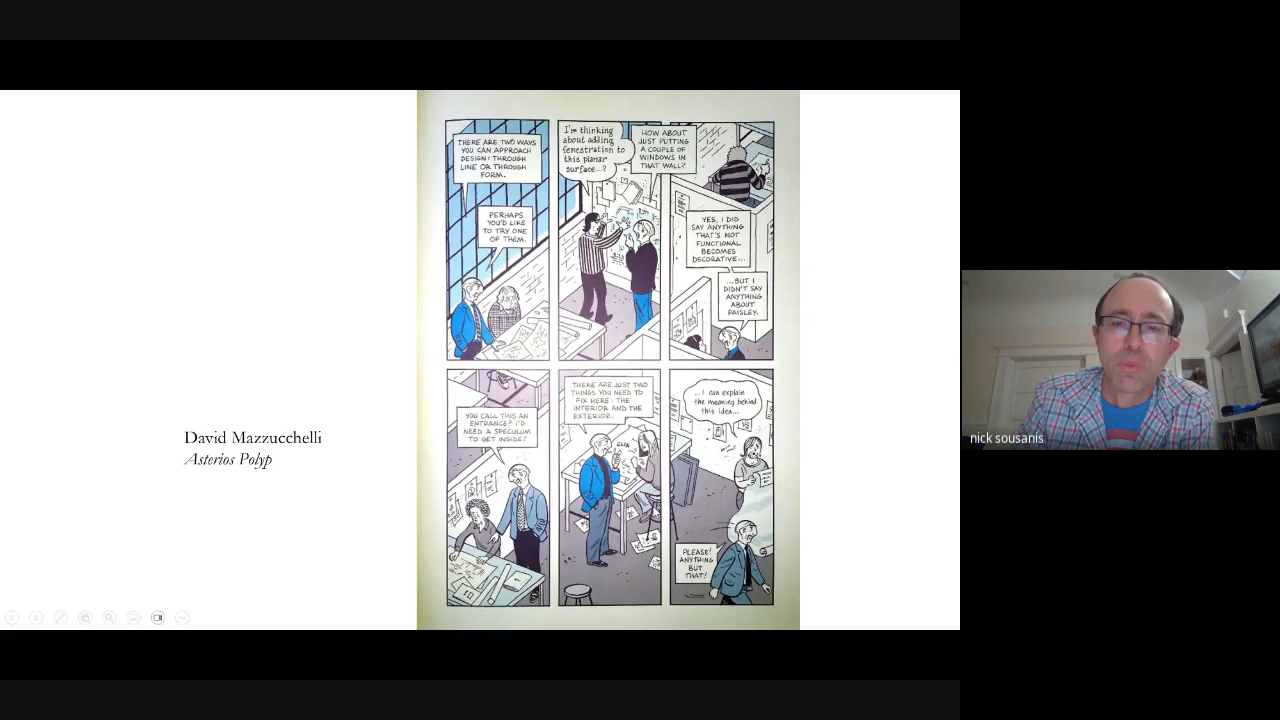 THERE ARE TWO WAYS
YOU CAN APPROACH
DESIGN: THROUGH
LINE OR THROUGH
FORM.
PERHAPS
YOU'D LIKE
TO TRY ONE
OF THEM.
I'm thinking
about adding
fenestration to
this planar
surface...?
HOW ABOUT
JUST PUTTING
A COUPLE OF
WINDOWS IN
THAT WALL?
YES, I DID
SAY ANYTHING
THAT'S NOT
FUNCTIONAL
BECOMES
DECORATIVE...
...BUT I
DIDN'T SAY
ANYTHING
ABOUT
PAISLEY.
YOU CALL THIS AN
ENTRANCE? I'D
NEED A SPECULUM
TO GET INSIDE!
THERE ARE JUST TWO
THINGS YOU NEED TO
FIX HERE: THE
INTERIOR AND THE
EXTERIOR.
CLIK
...I can explain
the meaning behind
this idea...
PLEASE!
ANYTHING
BUT
THAT!
David Mazzucchelli
Asterios Polyp
nick sousanis